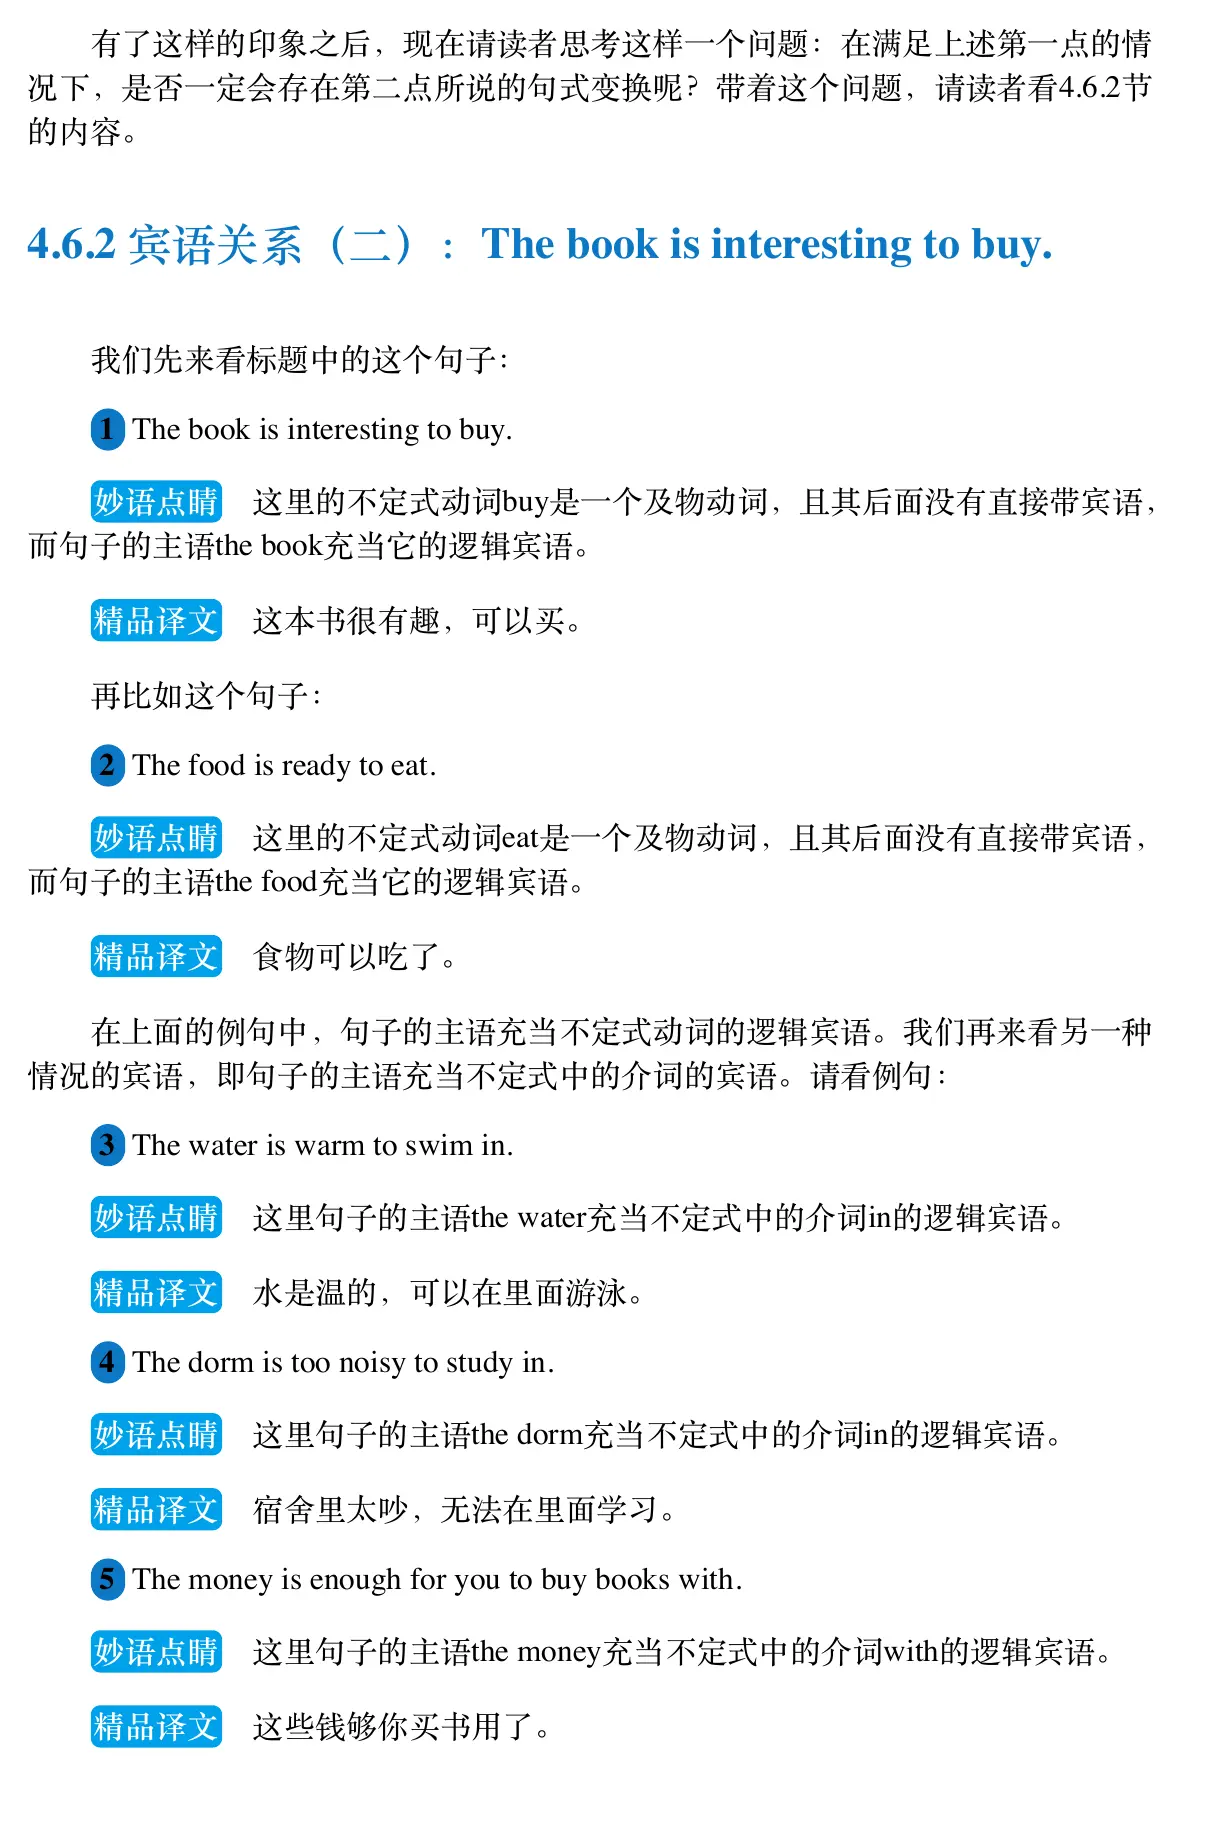 有了这样的印象之后，现在请读者思考这样一个问题：在满足上述第一点的情
况下，是否一定会存在第二点所说的句式变换呢？带着这个问题，请读者看4.6.2节
的内容。
4.6.2 宾语关系（二）：The book is interesting to buy.
我们先来看标题中的这个句子：
1 The book is interesting to buy.
妙语点睛 这里的不定式动词buy是一个及物动词，且其后面没有直接带宾语，
而句子的主语the book充当它的逻辑宾语。
精品译文 这本书很有趣，可以买。
再比如这个句子：
2 The food is ready to eat.
妙语点睛 这里的不定式动词eat是一个及物动词，且其后面没有直接带宾语，
而句子的主语the food充当它的逻辑宾语。
精品译文 食物可以吃了。
在上面的例句中，句子的主语充当不定式动词的逻辑宾语。我们再来看另一种
情况的宾语，即句子的主语充当不定式中的介词的宾语。请看例句：
3 The water is warm to swim in.
妙语点睛 这里句子的主语the water充当不定式中的介词in的逻辑宾语。
精品译文 水是温的，可以在里面游泳。
4 The dorm is too noisy to study in.
妙语点睛 这里句子的主语the dorm充当不定式中的介词in的逻辑宾语。
精品译文 宿舍里太吵，无法在里面学习。
5 The money is enough for you to buy books with.
妙语点睛 这里句子的主语the money充当不定式中的介词with的逻辑宾语。
精品译文 这些钱够你买书用了。